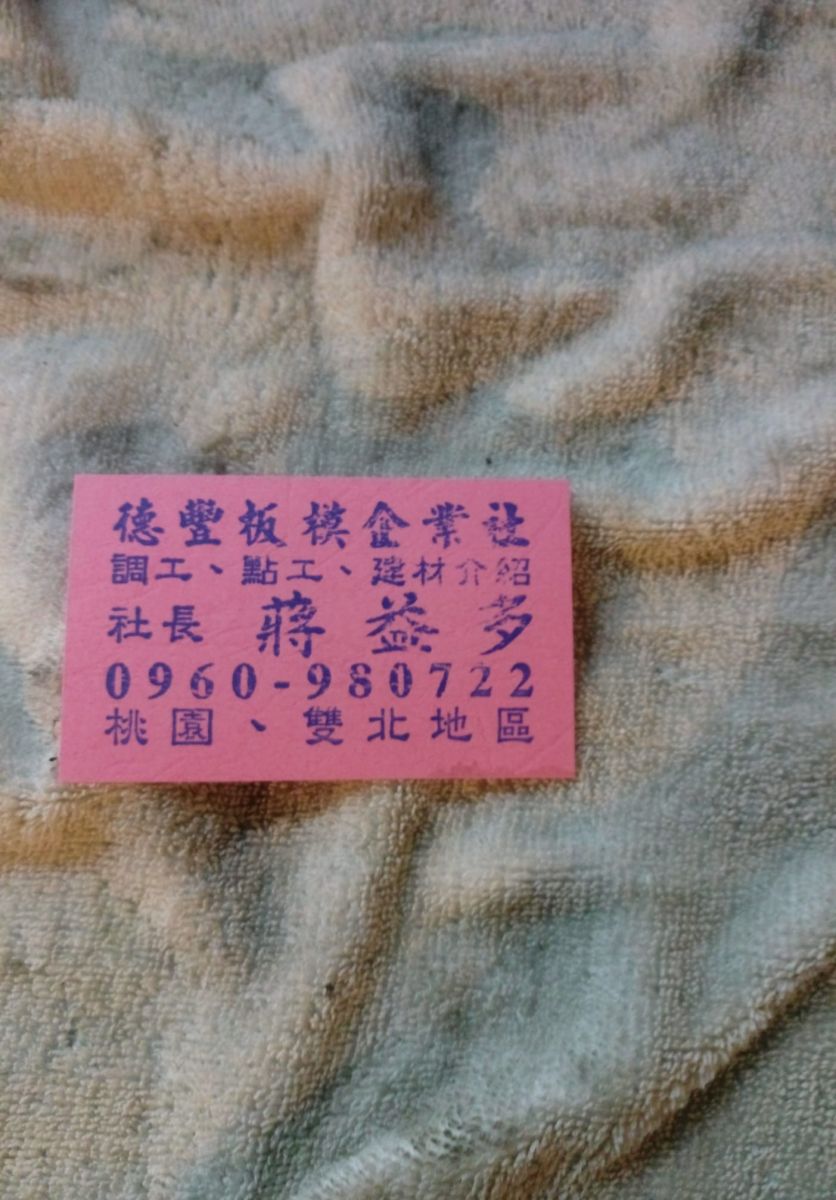 德豐板模企業社
調工、點工、建材介紹
社長 蔣益多
0960-980722
桃園、雙北地區